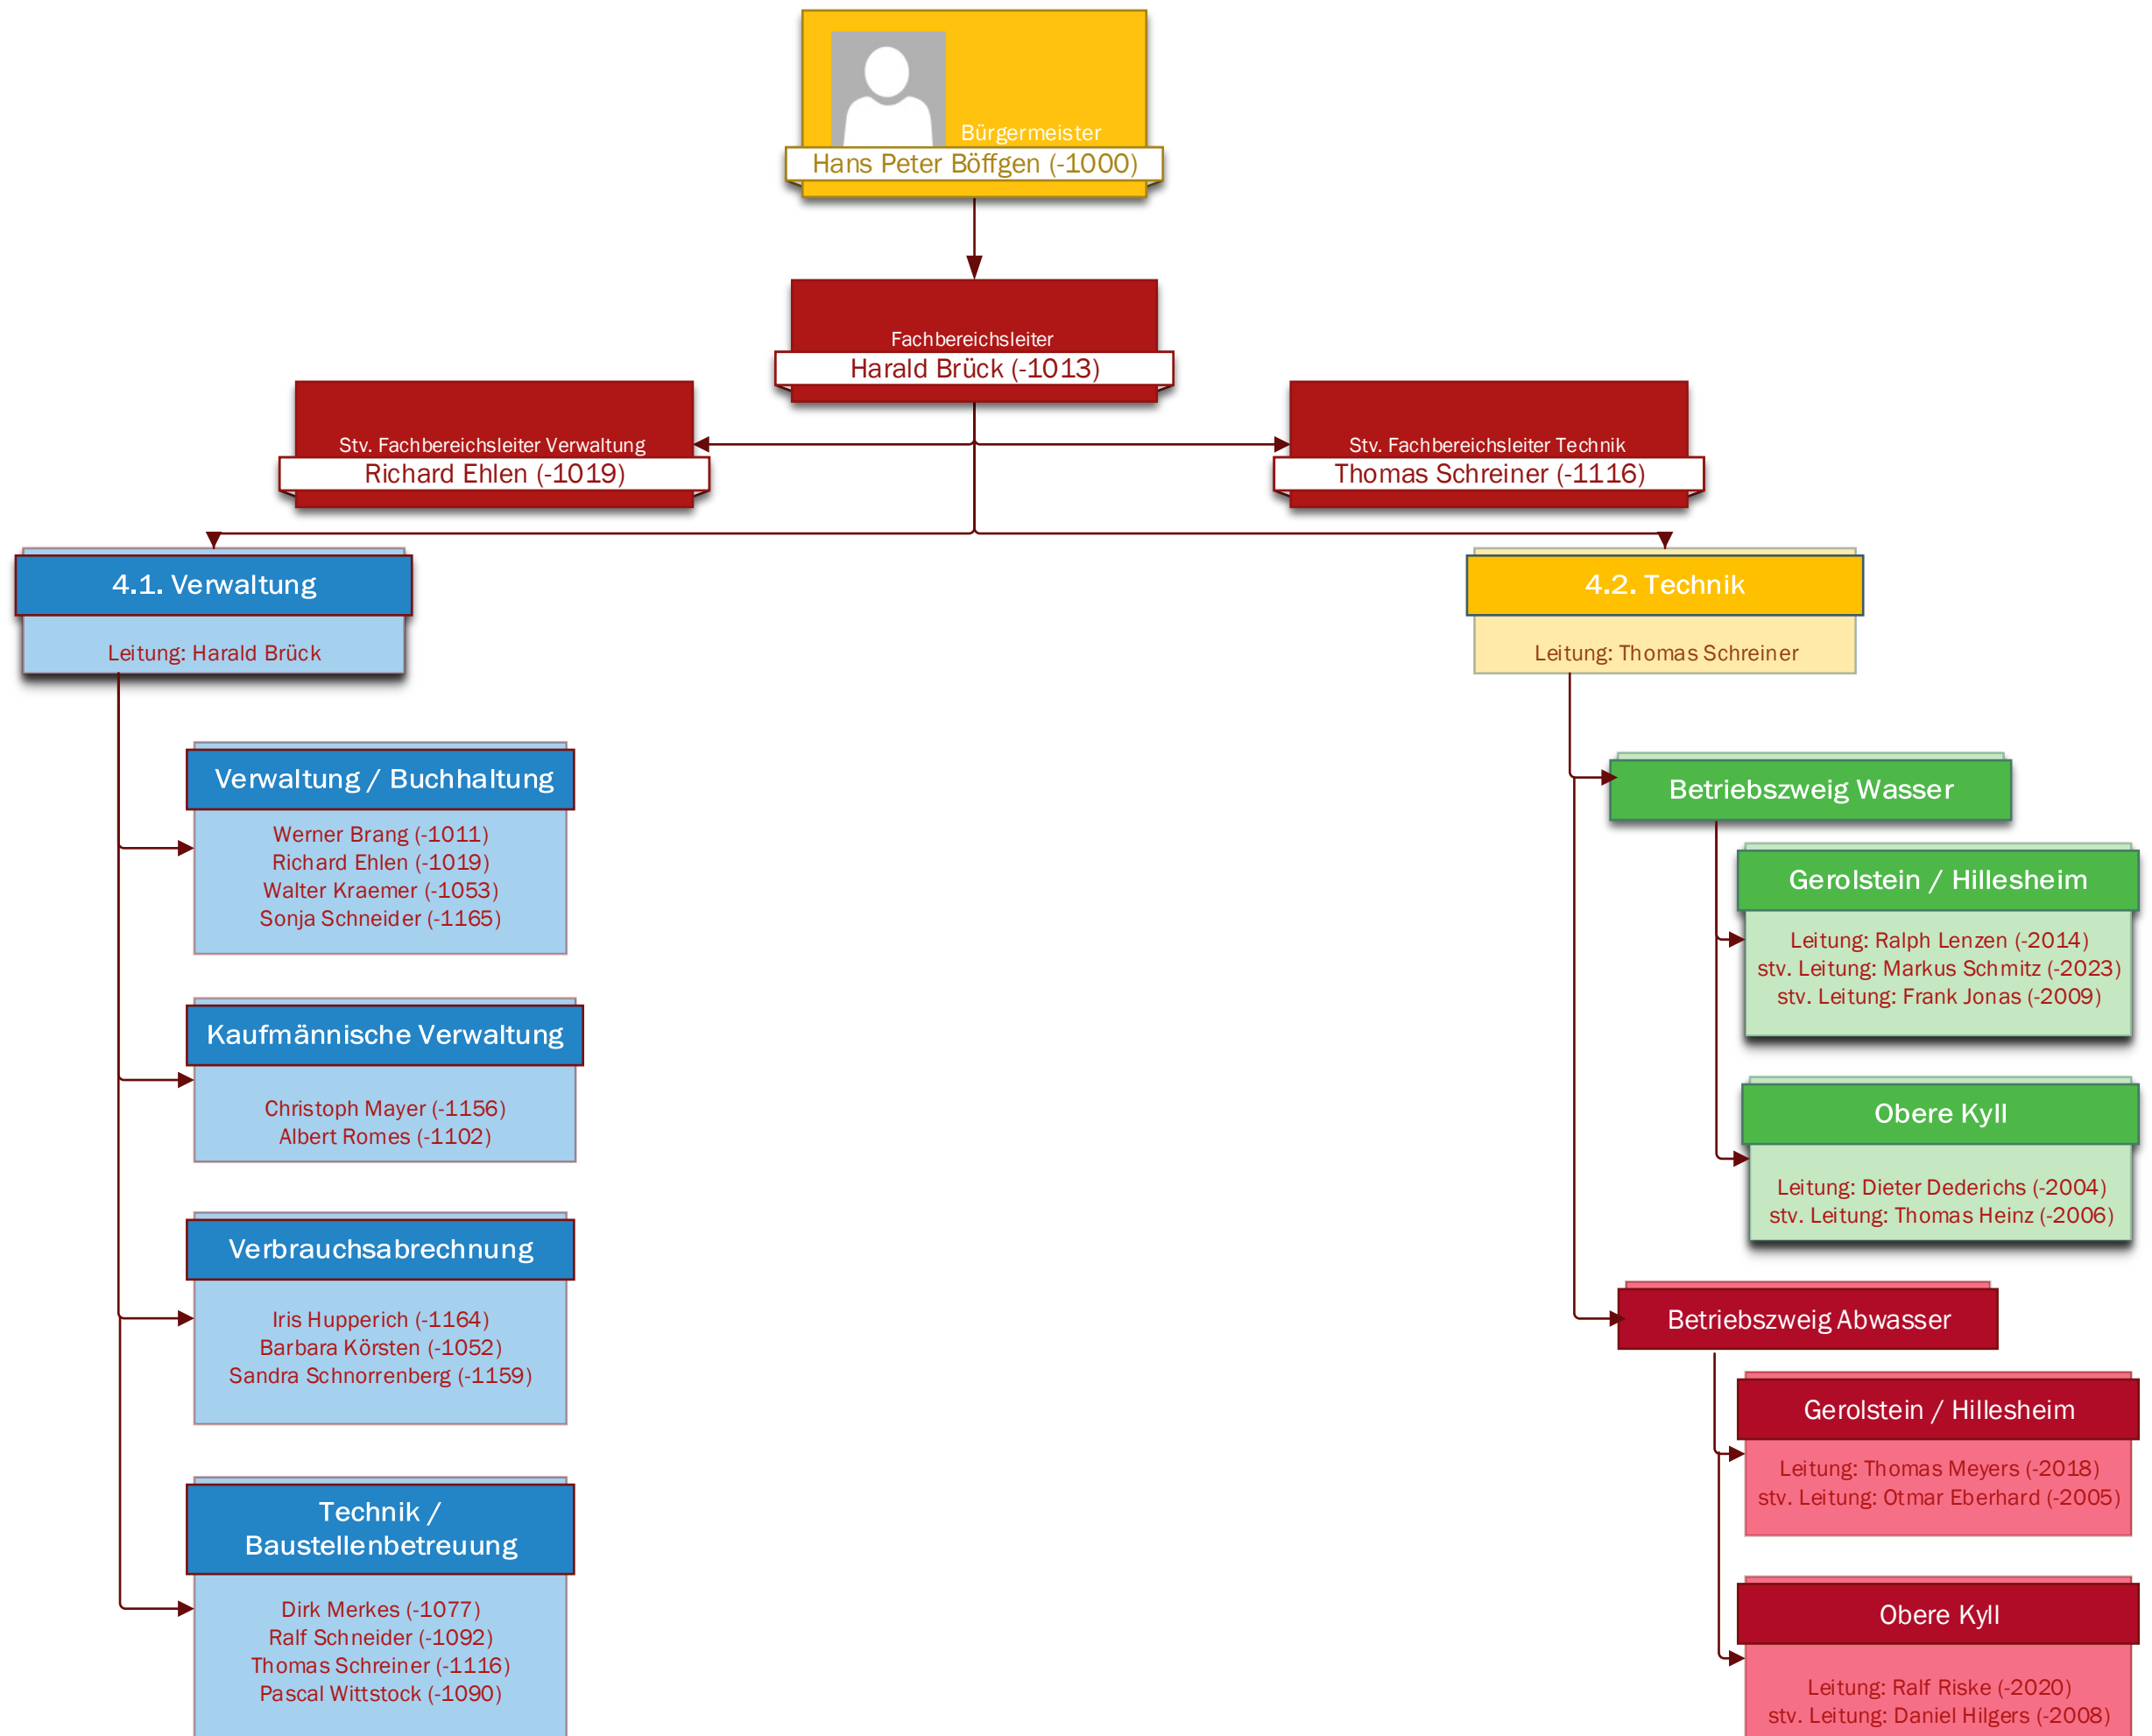 Bürgermeister
Hans Peter Böffgen (-1000)
Fachbereichsleiter
Harald Brück (-1013)
Stv. Fachbereichsleiter Verwaltung
Richard Ehlen (-1019)
Stv. Fachbereichsleiter Technik
Thomas Schreiner (-1116)
4.1. Verwaltung
Leitung: Harald Brück
Verwaltung / Buchhaltung
Werner Brang (-1011)
Richard Ehlen (-1019)
Walter Kraemer (-1053)
Sonja Schneider (-1165)
Kaufmännische Verwaltung
Christoph Mayer (-1156)
Albert Romes (-1102)
Verbrauchsabrechnung
Iris Hupperich (-1164)
Barbara Körsten (-1052)
Sandra Schnorrenberg (-1159)
Technik /
Baustellenbetreuung
Dirk Merkes (-1077)
Ralf Schneider (-1092)
Thomas Schreiner (-1116)
Pascal Wittstock (-1090)
4.2. Technik
Leitung: Thomas Schreiner
Betriebszweig Wasser
Gerolstein / Hillesheim
Leitung: Ralph Lenzen (-2014)
stv. Leitung: Markus Schmitz (-2023)
stv. Leitung: Frank Jonas (-2009)
Obere Kyll
Leitung: Dieter Dederichs (-2004)
stv. Leitung: Thomas Heinz (-2006)
Betriebszweig Abwasser
Gerolstein / Hillesheim
Leitung: Thomas Meyers (-2018)
stv. Leitung: Otmar Eberhard (-2005)
Obere Kyll
Leitung: Ralf Riske (-2020)
stv. Leitung: Daniel Hilgers (-2008)